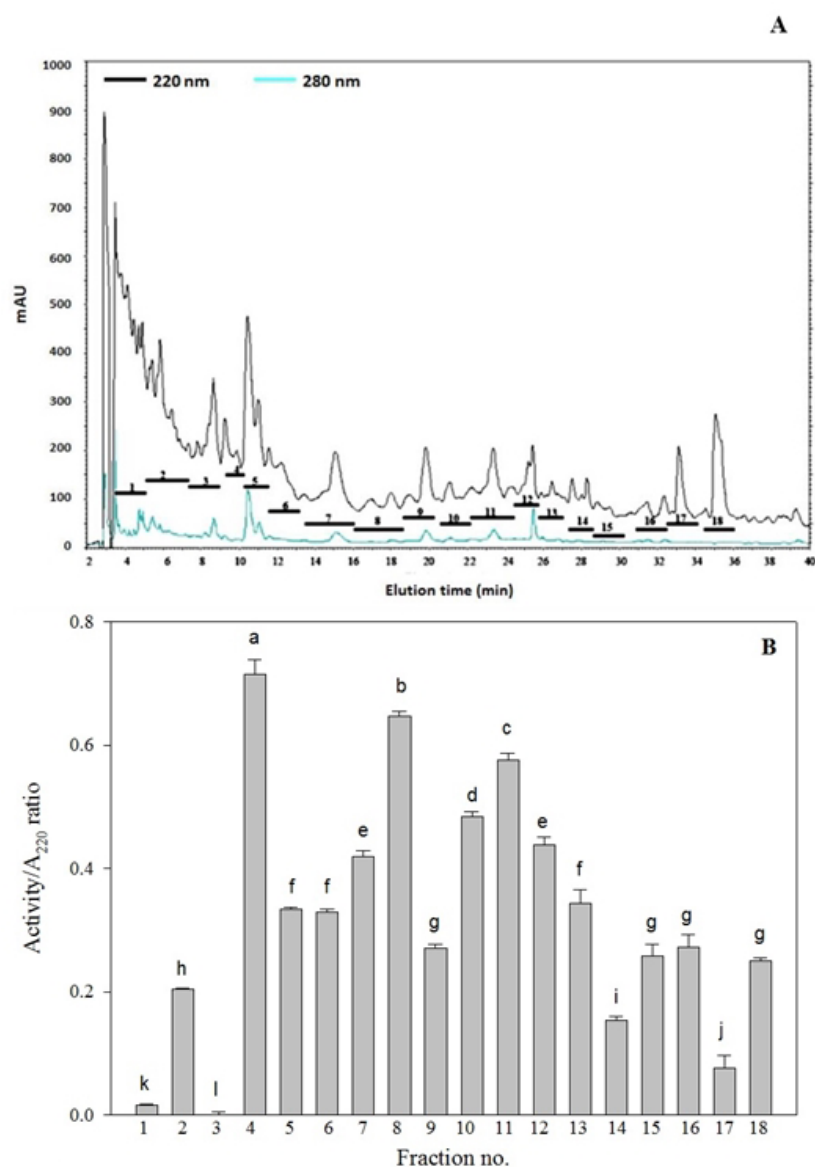 A
1000
220 nm 280 nm
900
800
700
600
mAU
500
400
300
200
100
0
1 2 3 4 5 6 7 8 9 10 11 12 13 14 15 16 17 18
2 4 6 8 10 12 14 16 18 20 22 24 26 28 30 32 34 36 38 40
Elution time (min)
B
0.8
0.6
0.4
0.2
0.0
Activity/A220 ratio
k h l a f f e b g d c e f i g g j g
1 2 3 4 5 6 7 8 9 10 11 12 13 14 15 16 17 18
Fraction no.